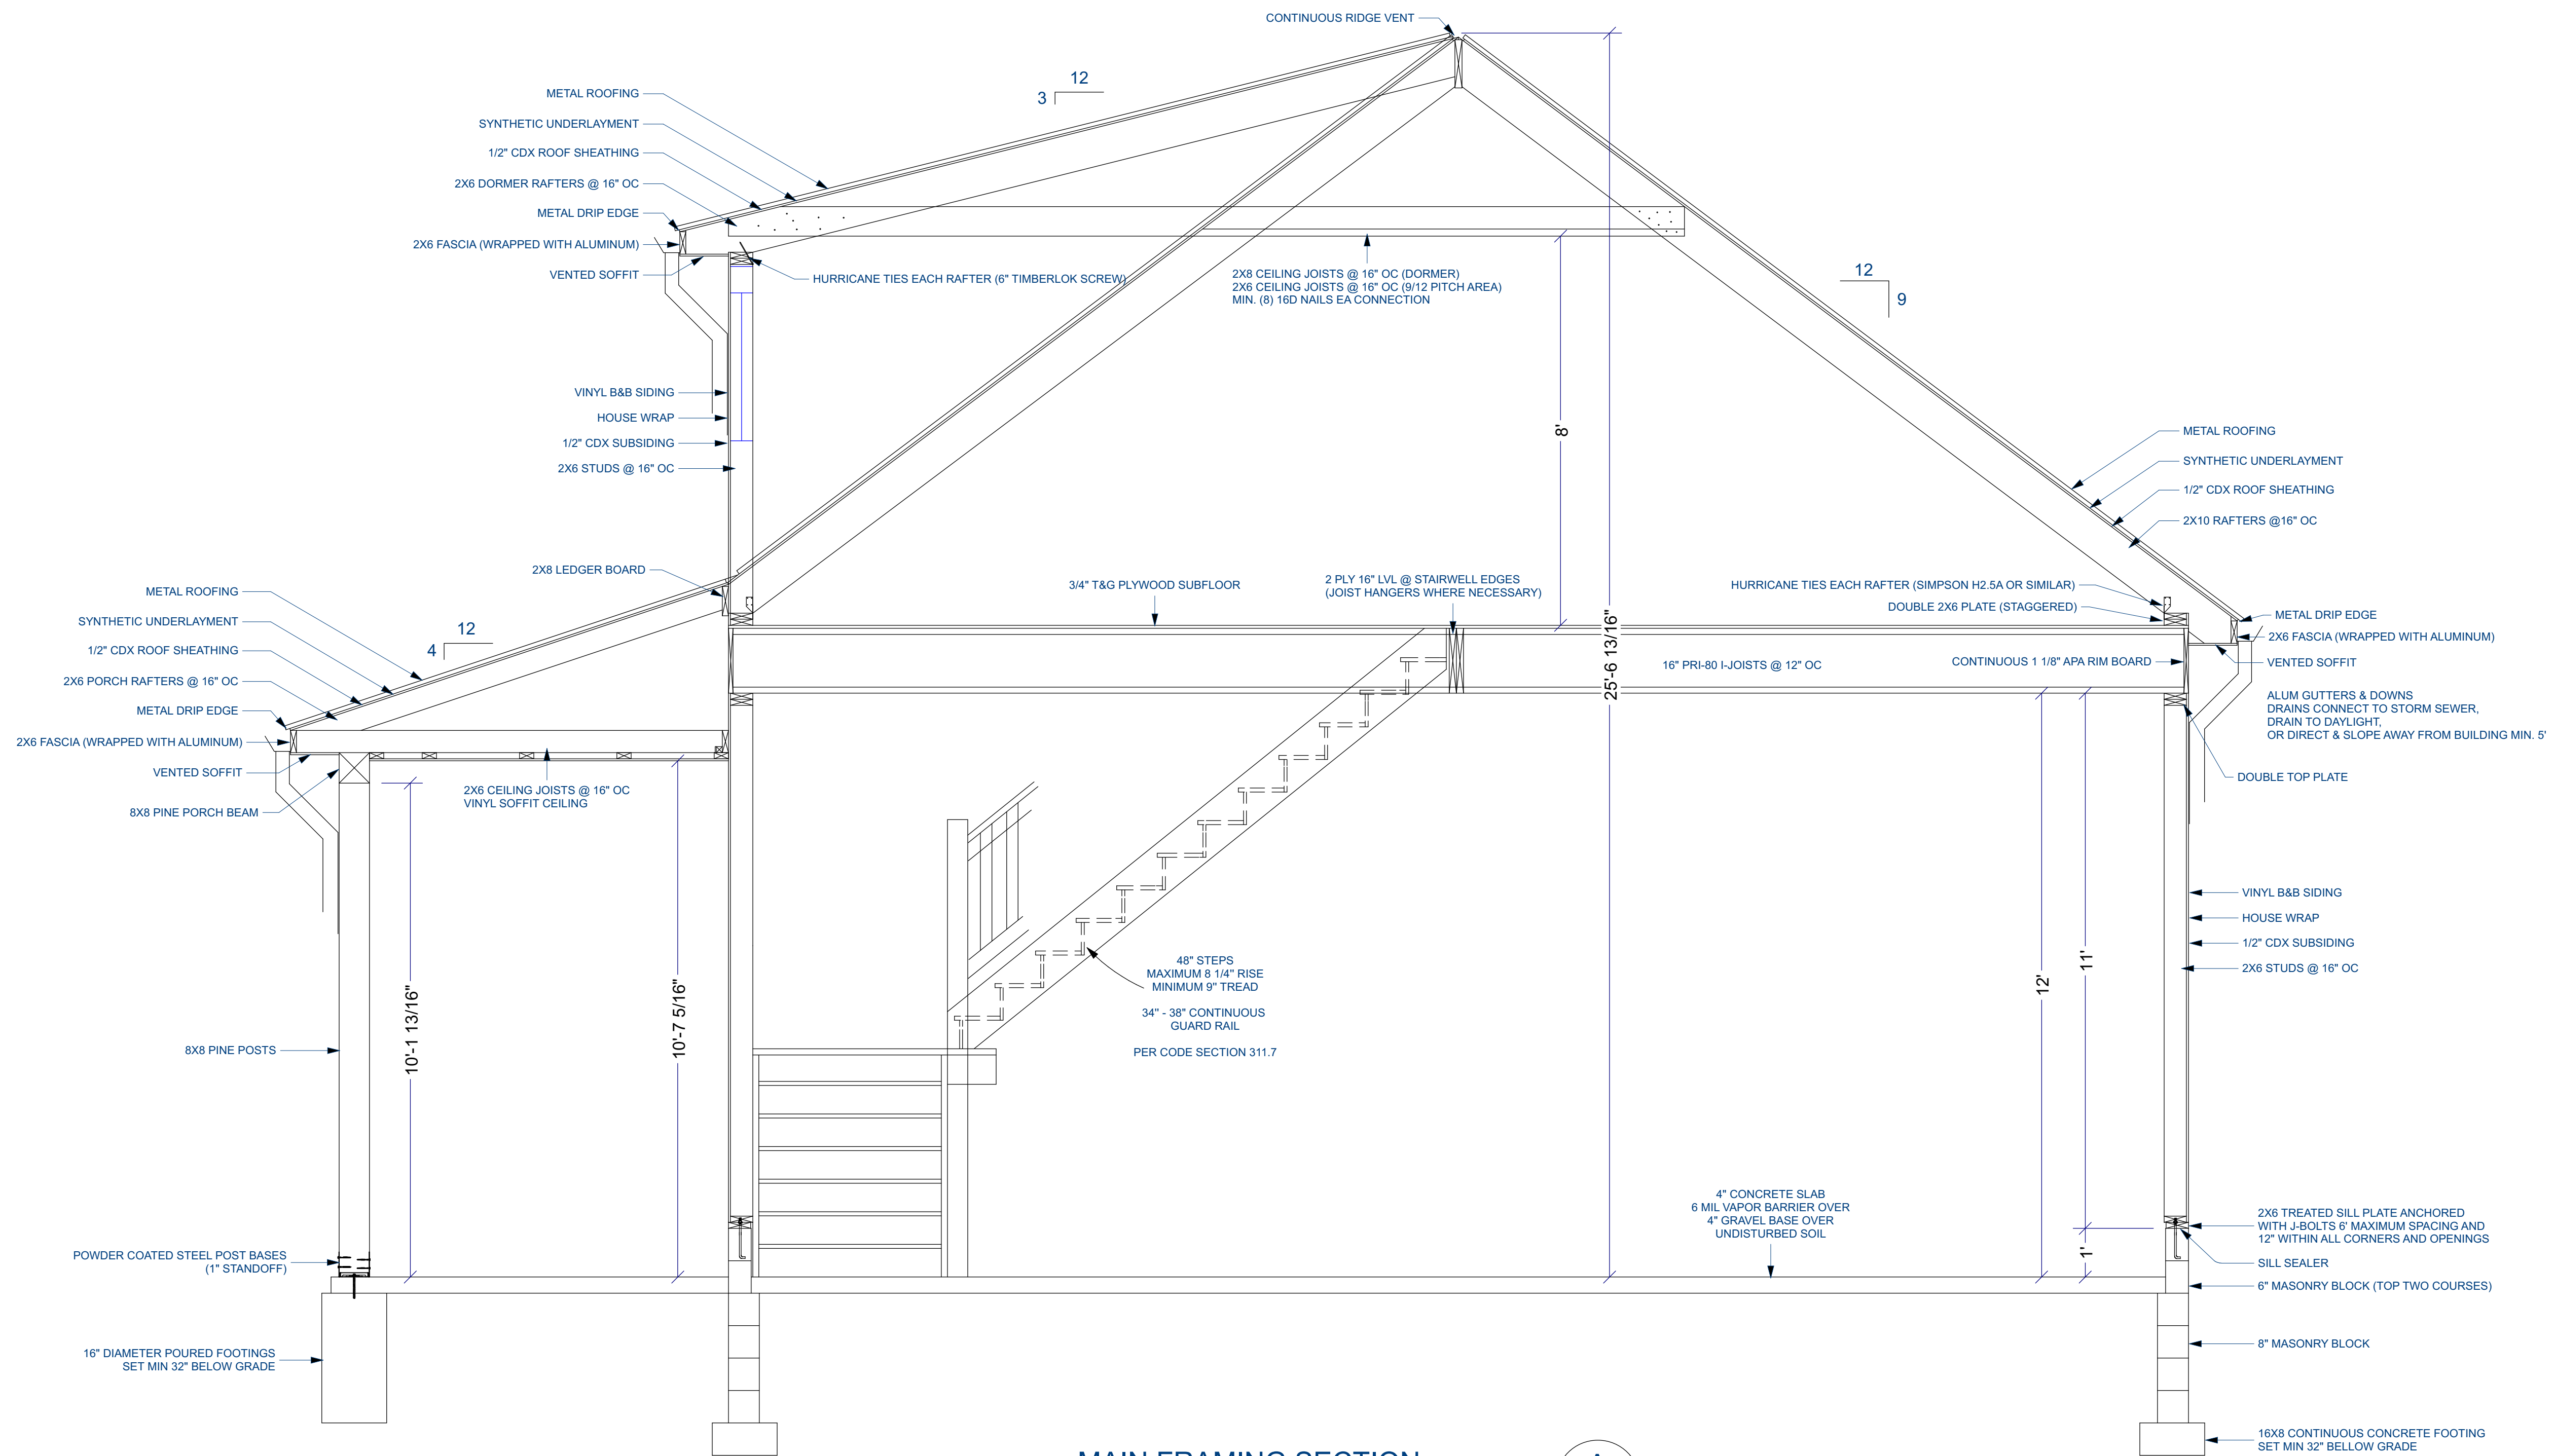 CONTINUOUS RIDGE VENT
12
3
METAL ROOFING
SYNTHETIC UNDERLAYMENT
1/2" CDX ROOF SHEATHING
2X6 DORMER RAFTERS @ 16" OC
METAL DRIP EDGE
2X6 FASCIA (WRAPPED WITH ALUMINUM)
VENTED SOFFIT
HURRICANE TIES EACH RAFTER (6" TIMBERLOK SCREW)
2X8 CEILING JOISTS @ 16" OC (DORMER)
2X6 CEILING JOISTS @ 16" OC (9/12 PITCH AREA)
MIN. (8) 16D NAILS EA CONNECTION
12
9
VINYL B&B SIDING
HOUSE WRAP
1/2" CDX SUBSIDING
2X6 STUDS @ 16" OC
8'
METAL ROOFING
SYNTHETIC UNDERLAYMENT
1/2" CDX ROOF SHEATHING
2X10 RAFTERS @16" OC
2X8 LEDGER BOARD
3/4" T&G PLYWOOD SUBFLOOR
2 PLY 16" LVL @ STAIRWELL EDGES
(JOIST HANGERS WHERE NECESSARY)
25'-6 13/16"
HURRICANE TIES EACH RAFTER (SIMPSON H2.5A OR SIMILAR)
DOUBLE 2X6 PLATE (STAGGERED)
METAL DRIP EDGE
2X6 FASCIA (WRAPPED WITH ALUMINUM)
VENTED SOFFIT
16" PRI-80 I-JOISTS @ 12" OC
CONTINUOUS 1 1/8" APA RIM BOARD
ALUM GUTTERS & DOWNS
DRAINS CONNECT TO STORM SEWER,
DRAIN TO DAYLIGHT,
OR DIRECT & SLOPE AWAY FROM BUILDING MIN. 5'
DOUBLE TOP PLATE
METAL ROOFING
SYNTHETIC UNDERLAYMENT
1/2" CDX ROOF SHEATHING
2X6 PORCH RAFTERS @ 16" OC
METAL DRIP EDGE
2X6 FASCIA (WRAPPED WITH ALUMINUM)
VENTED SOFFIT
8X8 PINE PORCH BEAM
12
4
2X6 CEILING JOISTS @ 16" OC
VINYL SOFFIT CEILING
10'-1 13/16"
10'-7 5/16"
8X8 PINE POSTS
48" STEPS
MAXIMUM 8 1/4" RISE
MINIMUM 9" TREAD
34" - 38" CONTINUOUS
GUARD RAIL
PER CODE SECTION 311.7
12'
11'
1'
VINYL B&B SIDING
HOUSE WRAP
1/2" CDX SUBSIDING
2X6 STUDS @ 16" OC
4" CONCRETE SLAB
6 MIL VAPOR BARRIER OVER
4" GRAVEL BASE OVER
UNDISTURBED SOIL
2X6 TREATED SILL PLATE ANCHORED
WITH J-BOLTS 6' MAXIMUM SPACING AND
12" WITHIN ALL CORNERS AND OPENINGS
SILL SEALER
6" MASONRY BLOCK (TOP TWO COURSES)
8" MASONRY BLOCK
POWDER COATED STEEL POST BASES
(1" STANDOFF)
16" DIAMETER POURED FOOTINGS
SET MIN 32" BELOW GRADE
16X8 CONTINUOUS CONCRETE FOOTING
SET MIN 32" BELLOW GRADE
MAIN FRAMING SECTION